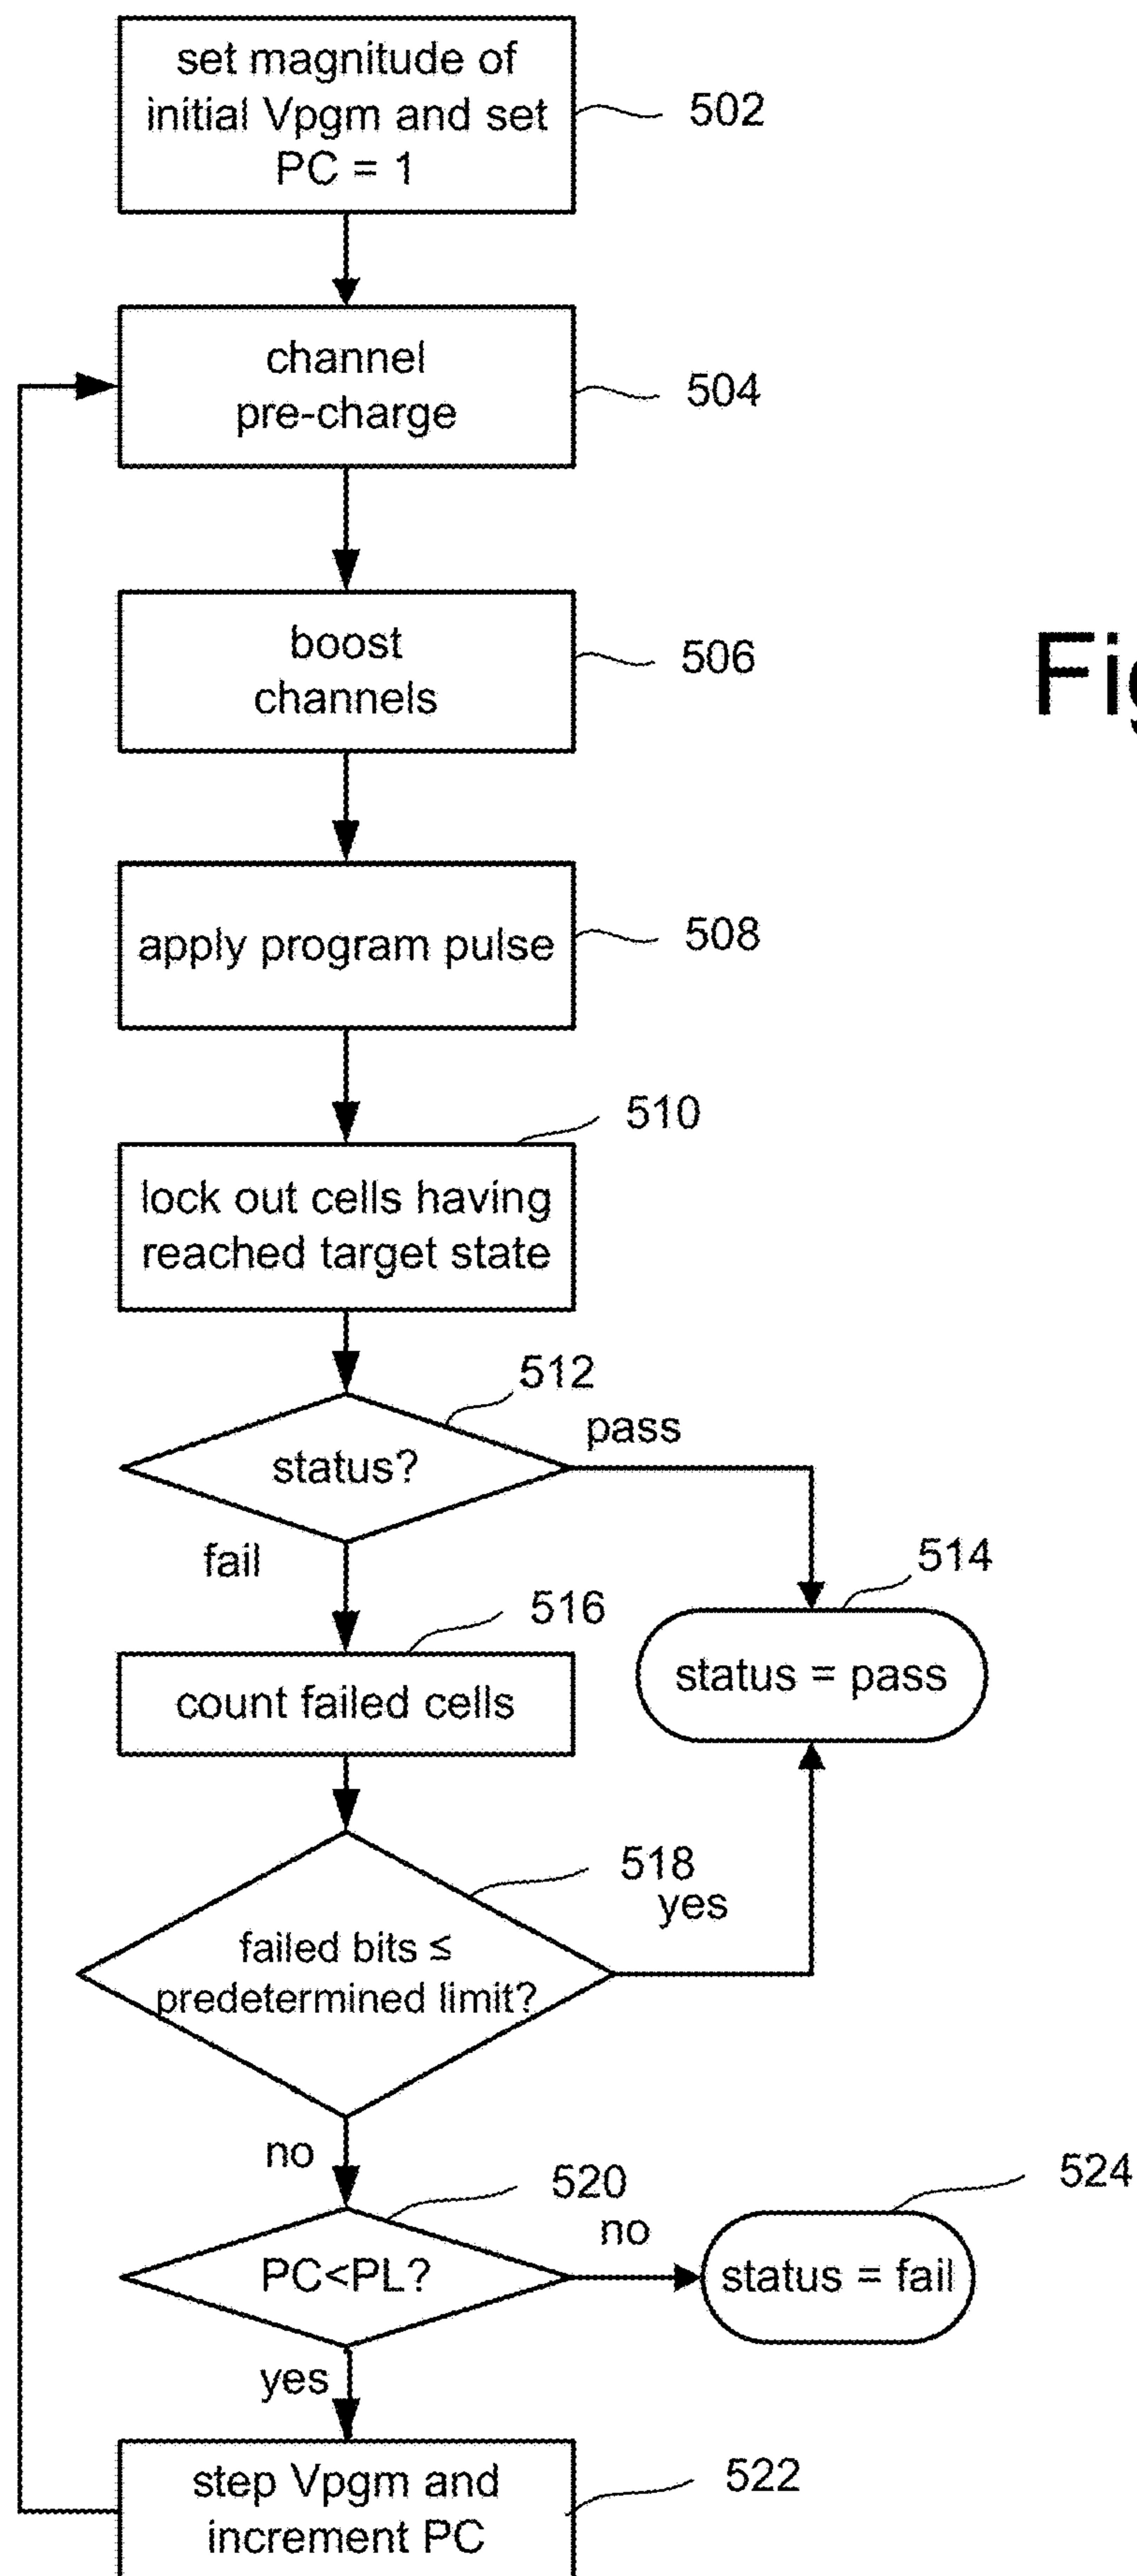 set magnitude of
initial Vpgm and set
PC = 1
502
channel
pre-charge
504
boost
channels
506
Fig
apply program pulse
508
510
lock out cells having
reached target state
512
pass
status?
fail
514
516
status = pass
count failed cells
518
yes
failed bits ≤
predetermined limit?
no
520
no
524
PC<PL?
status = fail
yes
step Vpgm and
increment PC
522